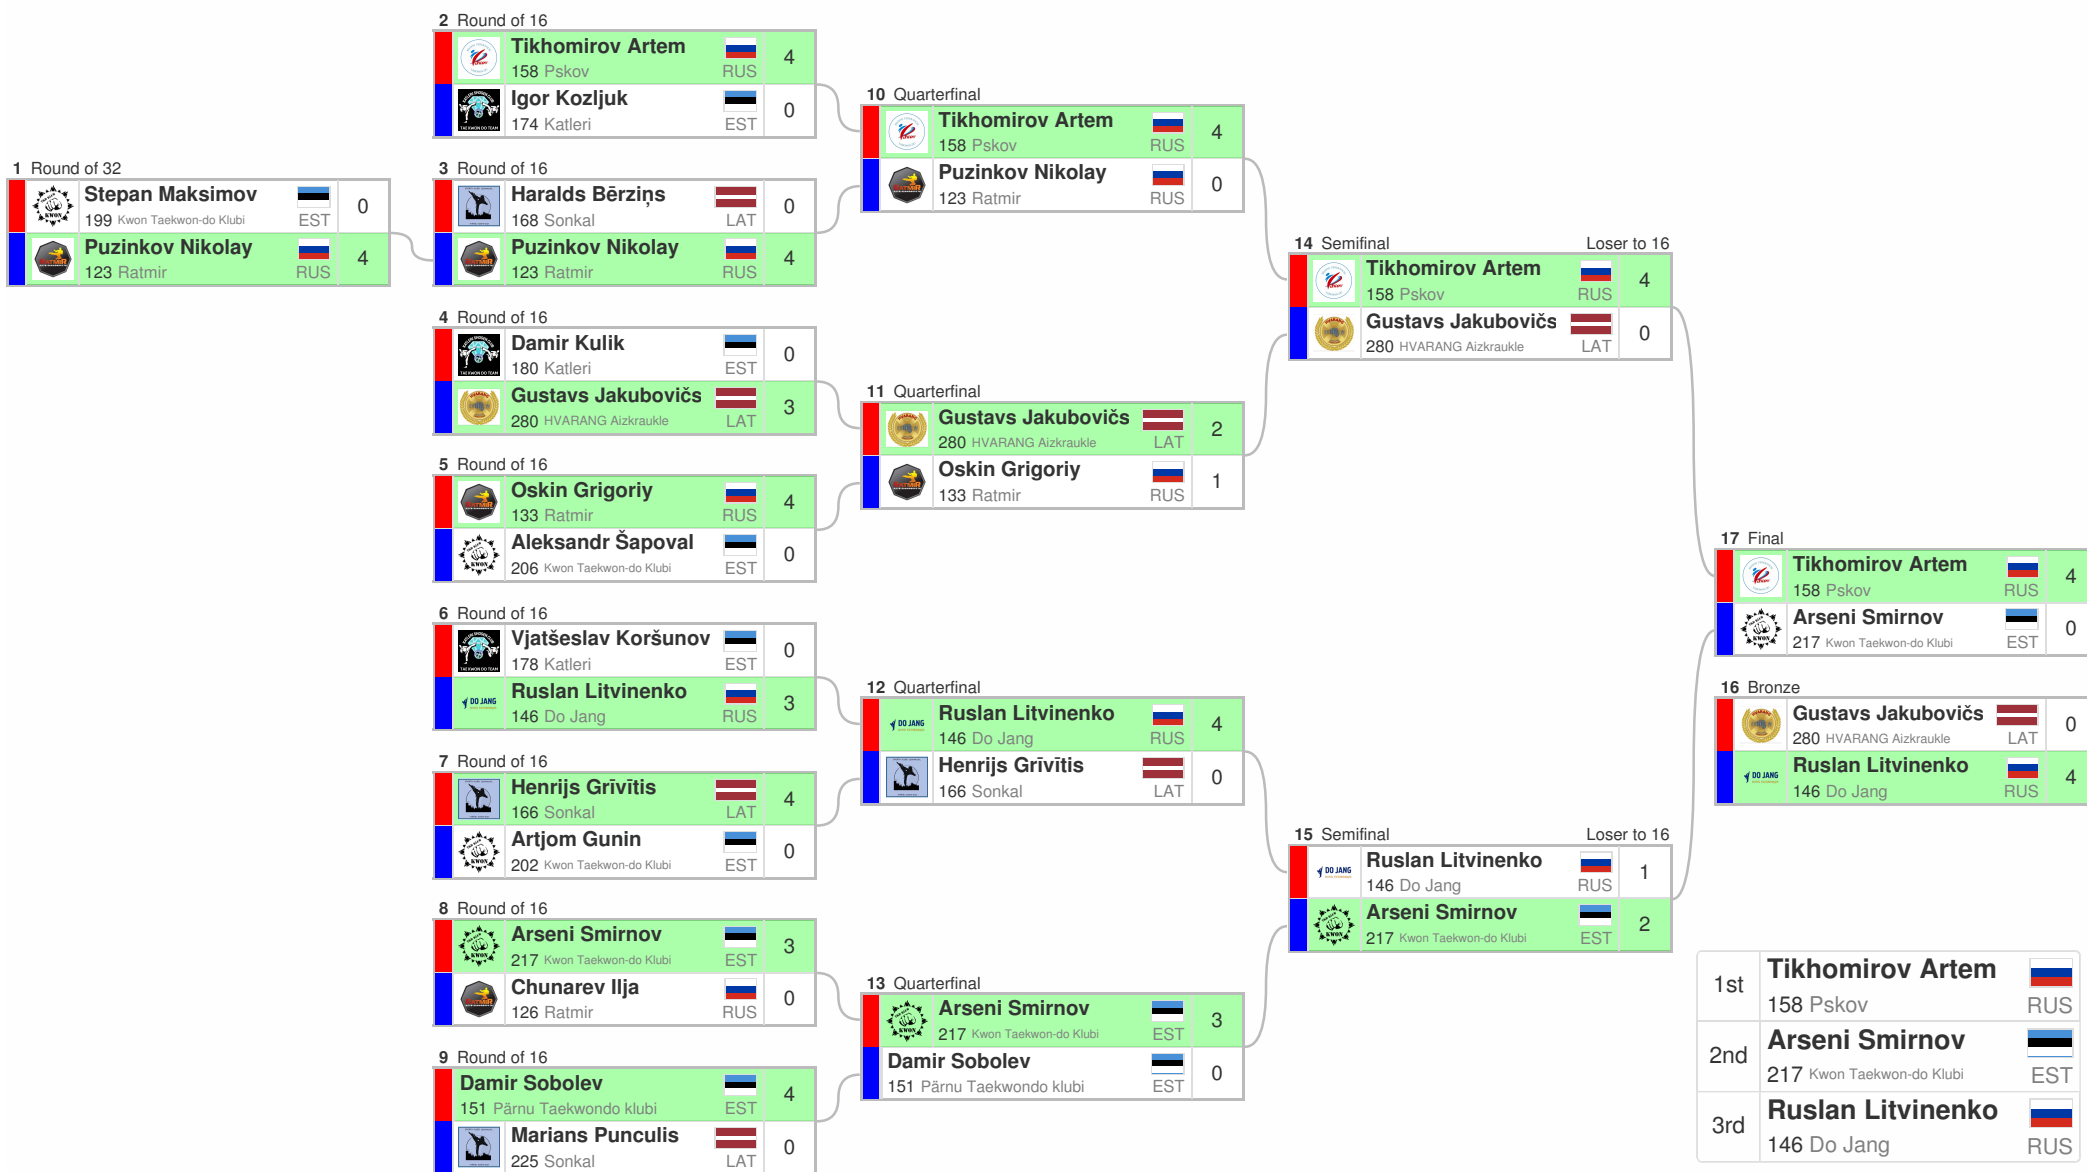 1 Round of 32
Stepan Maksimov
199 Kwon Taekwon-do Klubi EST 0
Puzinkov Nikolay
123 Ratmir RUS 4
2 Round of 16
Tikhomirov Artem
158 Pskov RUS 4
Igor Kozljuk
174 Katleri EST 0
3 Round of 16
Haralds Bērziņš
168 Sonkal LAT 0
Puzinkov Nikolay
123 Ratmir RUS 4
4 Round of 16
Damir Kulik
180 Katleri EST 0
Gustavs Jakubovičs
280 HVARANG Aizkraukle LAT 3
5 Round of 16
Oskin Grigoriy
133 Ratmir RUS 4
Aleksandr Šapoval
206 Kwon Taekwon-do Klubi EST 0
6 Round of 16
Vjatšeslav Koršunov
178 Katleri EST 0
Ruslan Litvinenko
DO JANG
146 Do Jang RUS 3
7 Round of 16
Henrijs Grīvītis
166 Sonkal LAT 4
Artjom Gunin
202 Kwon Taekwon-do Klubi EST 0
8 Round of 16
Arseni Smirnov
217 Kwon Taekwon-do Klubi EST 3
Chunarev Ilja
126 Ratmir RUS 0
9 Round of 16
Damir Sobolev
151 Pärnu Taekwondo klubi EST 4
Marians Punculis
225 Sonkal LAT 0
10 Quarterfinal
Tikhomirov Artem
158 Pskov RUS 4
Puzinkov Nikolay
123 Ratmir RUS 0
11 Quarterfinal
Gustavs Jakubovičs
280 HVARANG Aizkraukle LAT 2
Oskin Grigoriy
133 Ratmir RUS 1
12 Quarterfinal
Ruslan Litvinenko
DO JANG
146 Do Jang RUS 4
Henrijs Grīvītis
166 Sonkal LAT 0
13 Quarterfinal
Arseni Smirnov
217 Kwon Taekwon-do Klubi EST 3
Damir Sobolev
151 Pärnu Taekwondo klubi EST 0
14 Semifinal Loser to 16
Tikhomirov Artem
158 Pskov RUS 4
Gustavs Jakubovičs
280 HVARANG Aizkraukle LAT 0
15 Semifinal Loser to 16
Ruslan Litvinenko
DO JANG
146 Do Jang RUS 1
Arseni Smirnov
217 Kwon Taekwon-do Klubi EST 2
17 Final
Tikhomirov Artem
158 Pskov RUS 4
Arseni Smirnov
217 Kwon Taekwon-do Klubi EST 0
16 Bronze
Gustavs Jakubovičs
280 HVARANG Aizkraukle LAT 0
Ruslan Litvinenko
DO JANG
146 Do Jang RUS 4
1st Tikhomirov Artem
158 Pskov RUS
2nd Arseni Smirnov
217 Kwon Taekwon-do Klubi EST
3rd Ruslan Litvinenko
146 Do Jang RUS